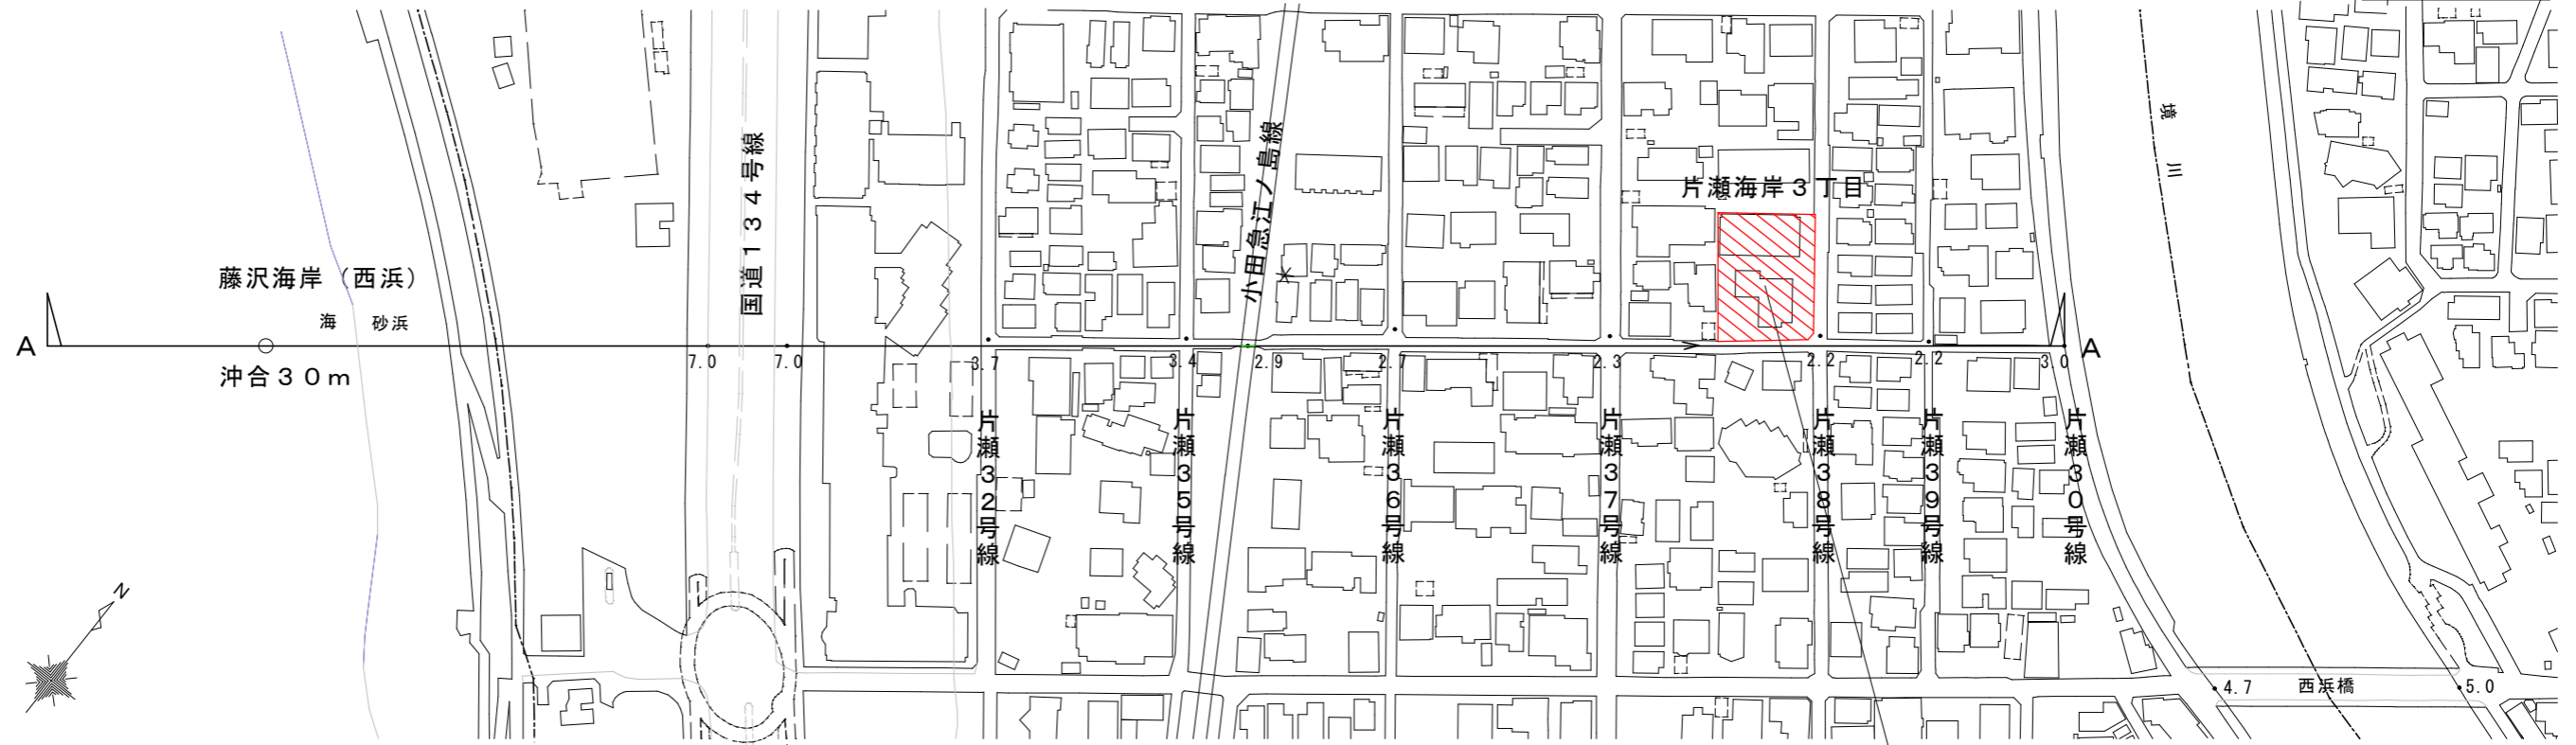 境川
国道134号線
小田急江ノ島線
片瀬海岸3丁目
藤沢海岸（西浜）
海 砂浜
A
A
沖合30m
7.0
7.0
3.7
3.4
2.9
2.7
2.3
2.2
2.2
3.0
片瀬32号線
片瀬35号線
片瀬36号線
片瀬37号線
片瀬38号線
片瀬39号線
片瀬30号線
N
4.7
西浜橋
5.0